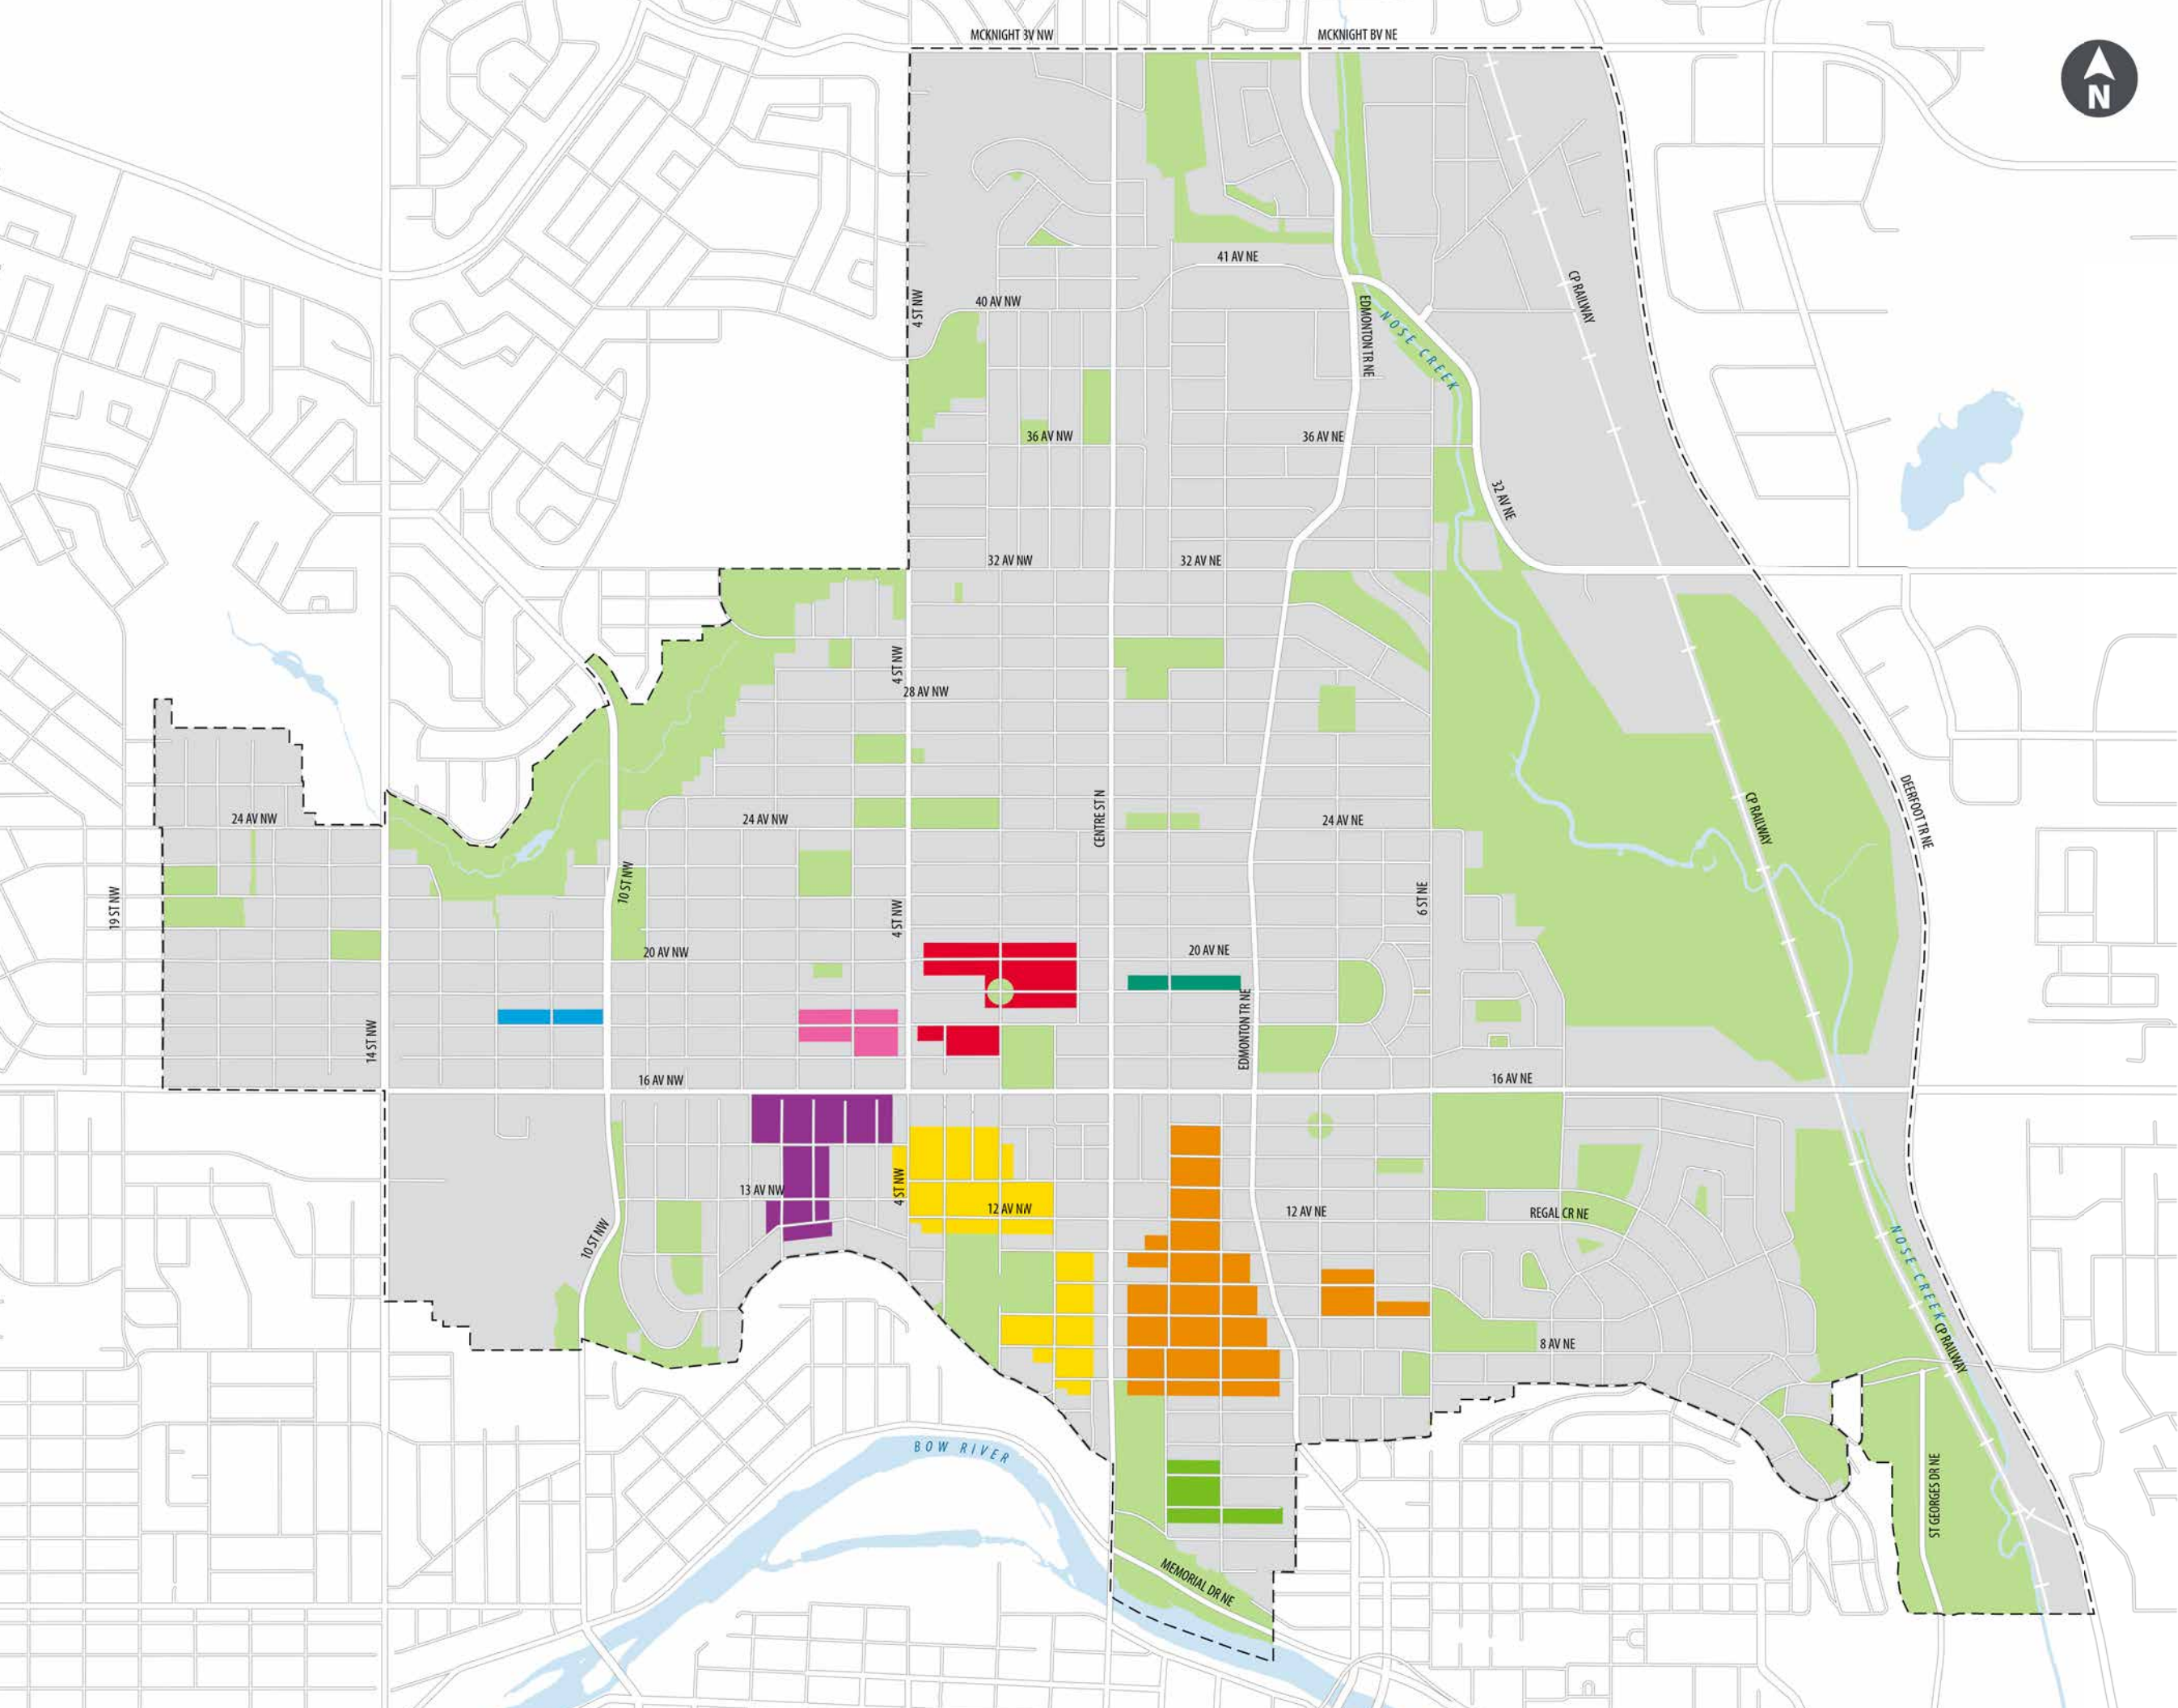 MCKNIGHT BV NW
MCKNIGHT BV NE
N
41 AV NE
CP RAILWAY
4 ST NW
40 AV NW
EDMONTON TR NE
NOSE CREEK
36 AV NW
36 AV NE
32 AV NE
32 AV NW
32 AV NE
4 ST NW
28 AV NW
DEERFOOT TR NE
24 AV NW
24 AV NW
CENTRE ST N
24 AV NE
CP RAILWAY
19 ST NW
10 ST NW
4 ST NW
6 ST NE
20 AV NW
20 AV NE
14 ST NW
EDMONTON TR NE
16 AV NW
16 AV NE
13 AV NW
4 ST NW
12 AV NW
12 AV NE
REGAL CR NE
10 ST NW
NOSE CREEK
8 AV NE
CP RAILWAY
BOW RIVER
ST GEORGES DR NE
MEMORIAL DR NE